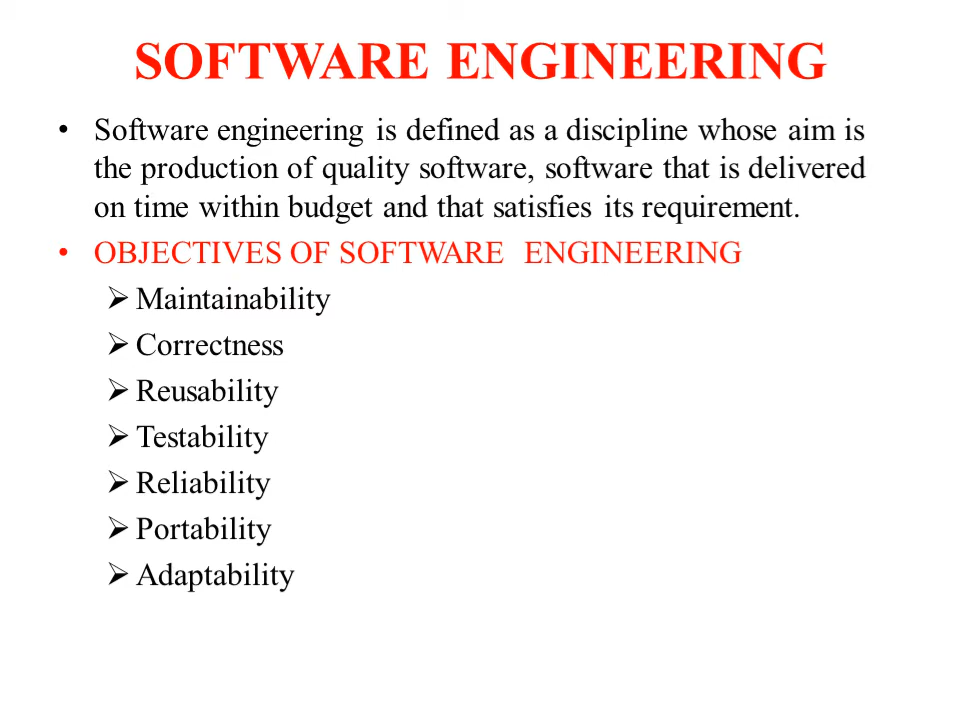 SOFTWARE ENGINEERING
• Software engineering is defined as a discipline whose aim is
the production of quality software, software that is delivered
on time within budget and that satisfies its requirement.
• OBJECTIVES OF SOFTWARE  ENGINEERING
➢ Maintainability
➢ Correctness
➢ Reusability
➢ Testability
➢ Reliability
➢ Portability
➢ Adaptability